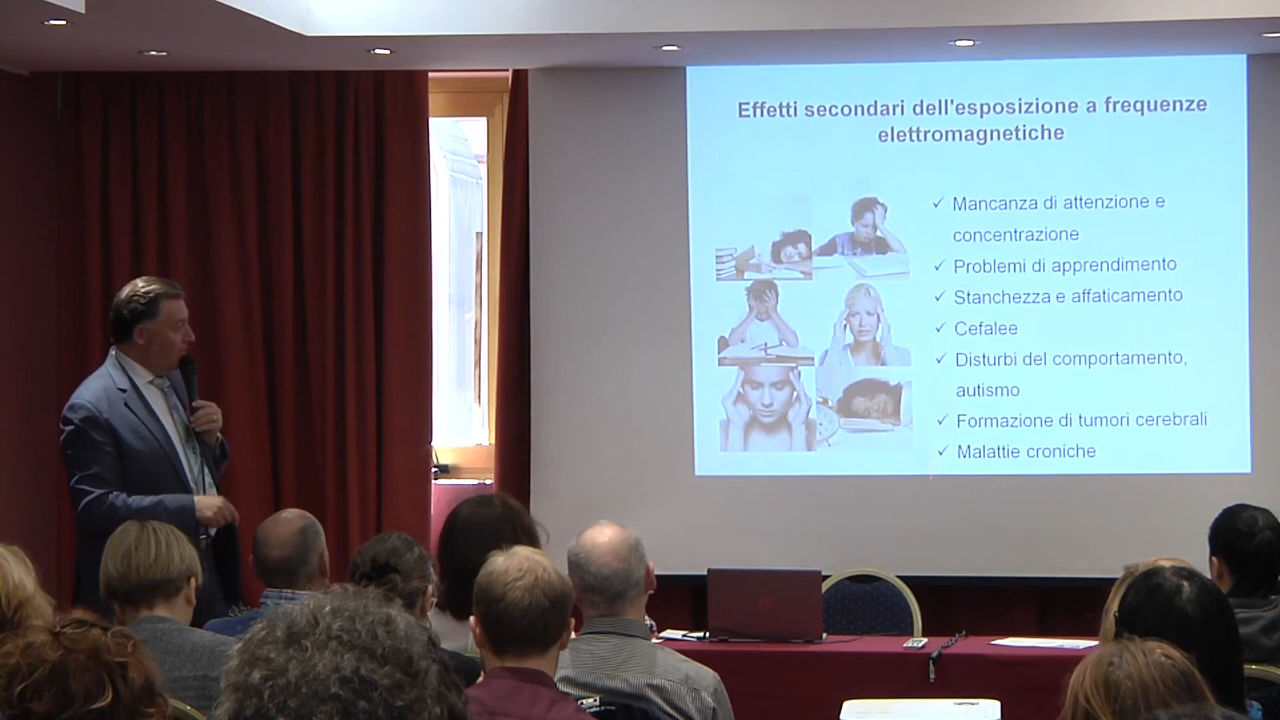 Effetti secondari dell'esposizione a frequenze
elettromagnetiche
✓ Mancanza di attenzione e
concentrazione
✓ Problemi di apprendimento
✓ Stanchezza e affaticamento
✓ Cefalee
✓ Disturbi del comportamento,
autismo
✓ Formazione di tumori cerebrali
✓ Malattie croniche